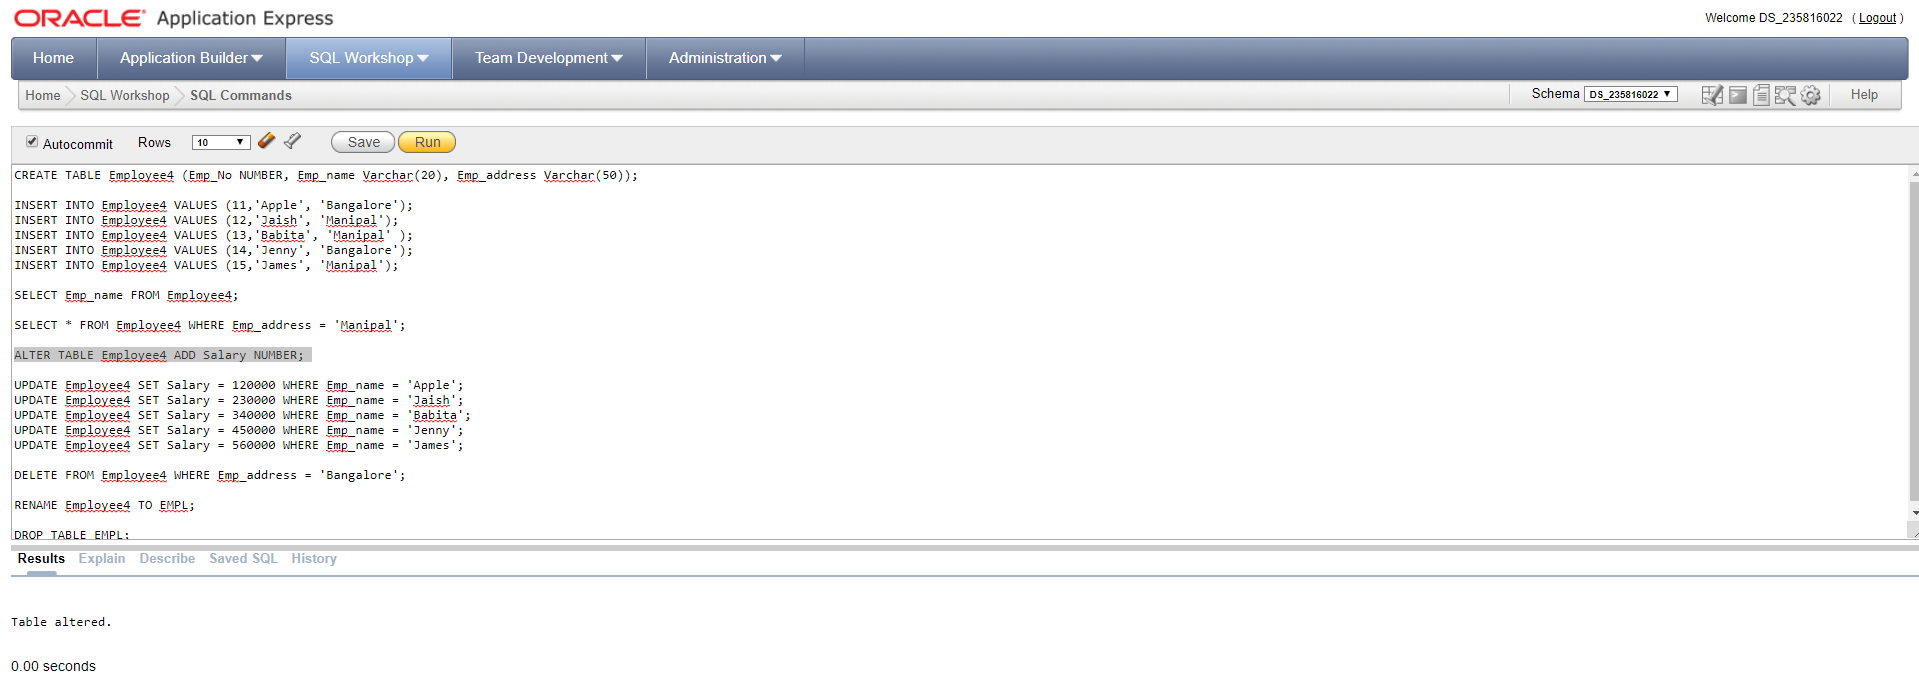 ORACLE Application Express
Welcome DS_235816022 ( Logout )
Home Application Builder SQL Workshop Team Development Administration
Home SQL Workshop SQL Commands Schema DS_235816022 Help
Autocommit Rows 10 Save Run
CREATE TABLE Employee4 (Emp_No NUMBER, Emp_name Varchar(20), Emp_address Varchar(50));
INSERT INTO Employee4 VALUES (11,'Apple', 'Bangalore');
INSERT INTO Employee4 VALUES (12,'Jaish', 'Manipal');
INSERT INTO Employee4 VALUES (13,'Babita', 'Manipal' );
INSERT INTO Employee4 VALUES (14,'Jenny', 'Bangalore');
INSERT INTO Employee4 VALUES (15,'James', 'Manipal');
SELECT Emp_name FROM Employee4;
SELECT * FROM Employee4 WHERE Emp_address = 'Manipal';
ALTER TABLE Employee4 ADD Salary NUMBER;
UPDATE Employee4 SET Salary = 120000 WHERE Emp_name = 'Apple';
UPDATE Employee4 SET Salary = 230000 WHERE Emp_name = 'Jaish';
UPDATE Employee4 SET Salary = 340000 WHERE Emp_name = 'Babita';
UPDATE Employee4 SET Salary = 450000 WHERE Emp_name = 'Jenny';
UPDATE Employee4 SET Salary = 560000 WHERE Emp_name = 'James';
DELETE FROM Employee4 WHERE Emp_address = 'Bangalore';
RENAME Employee4 TO EMPL;
DROP TABLE EMPL;
Results Explain Describe Saved SQL History
Table altered.
0.00 seconds